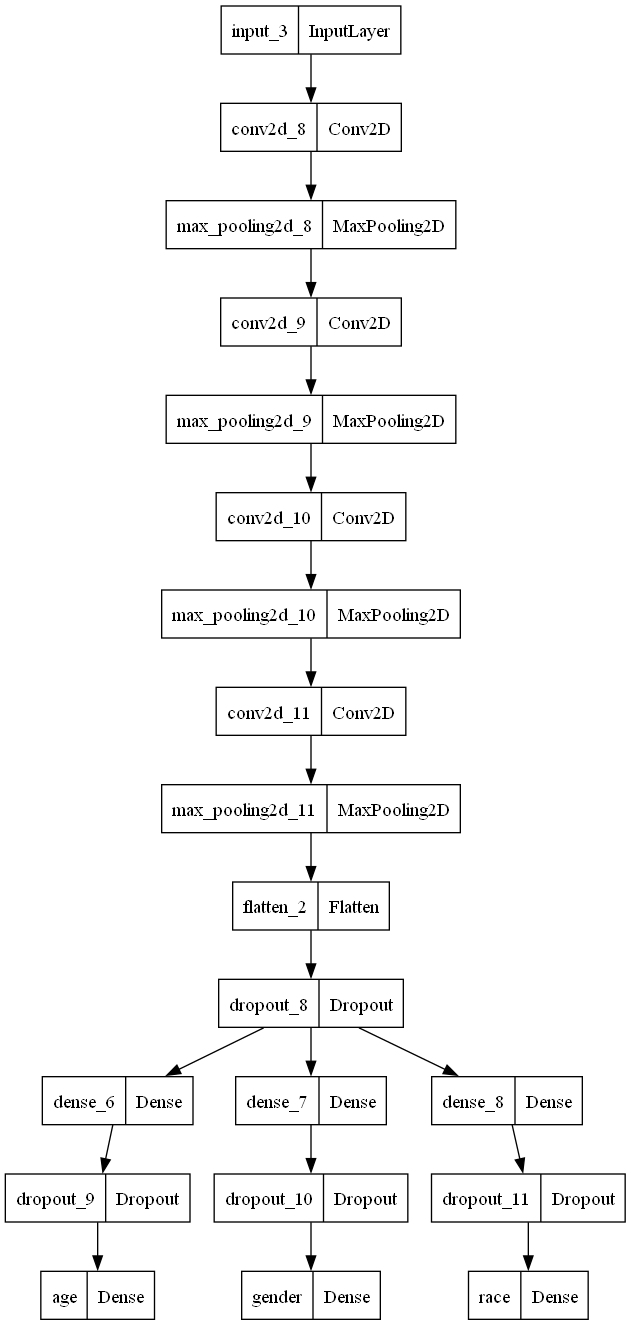 input_3 InputLayer
conv2d_8 Conv2D
max_pooling2d_8 MaxPooling2D
conv2d_9 Conv2D
max_pooling2d_9 MaxPooling2D
conv2d_10 Conv2D
max_pooling2d_10 MaxPooling2D
conv2d_11 Conv2D
max_pooling2d_11 MaxPooling2D
flatten_2 Flatten
dropout_8 Dropout
dense_6 Dense dense_7 Dense dense_8 Dense
dropout_9 Dropout dropout_10 Dropout dropout_11 Dropout
age Dense gender Dense race Dense